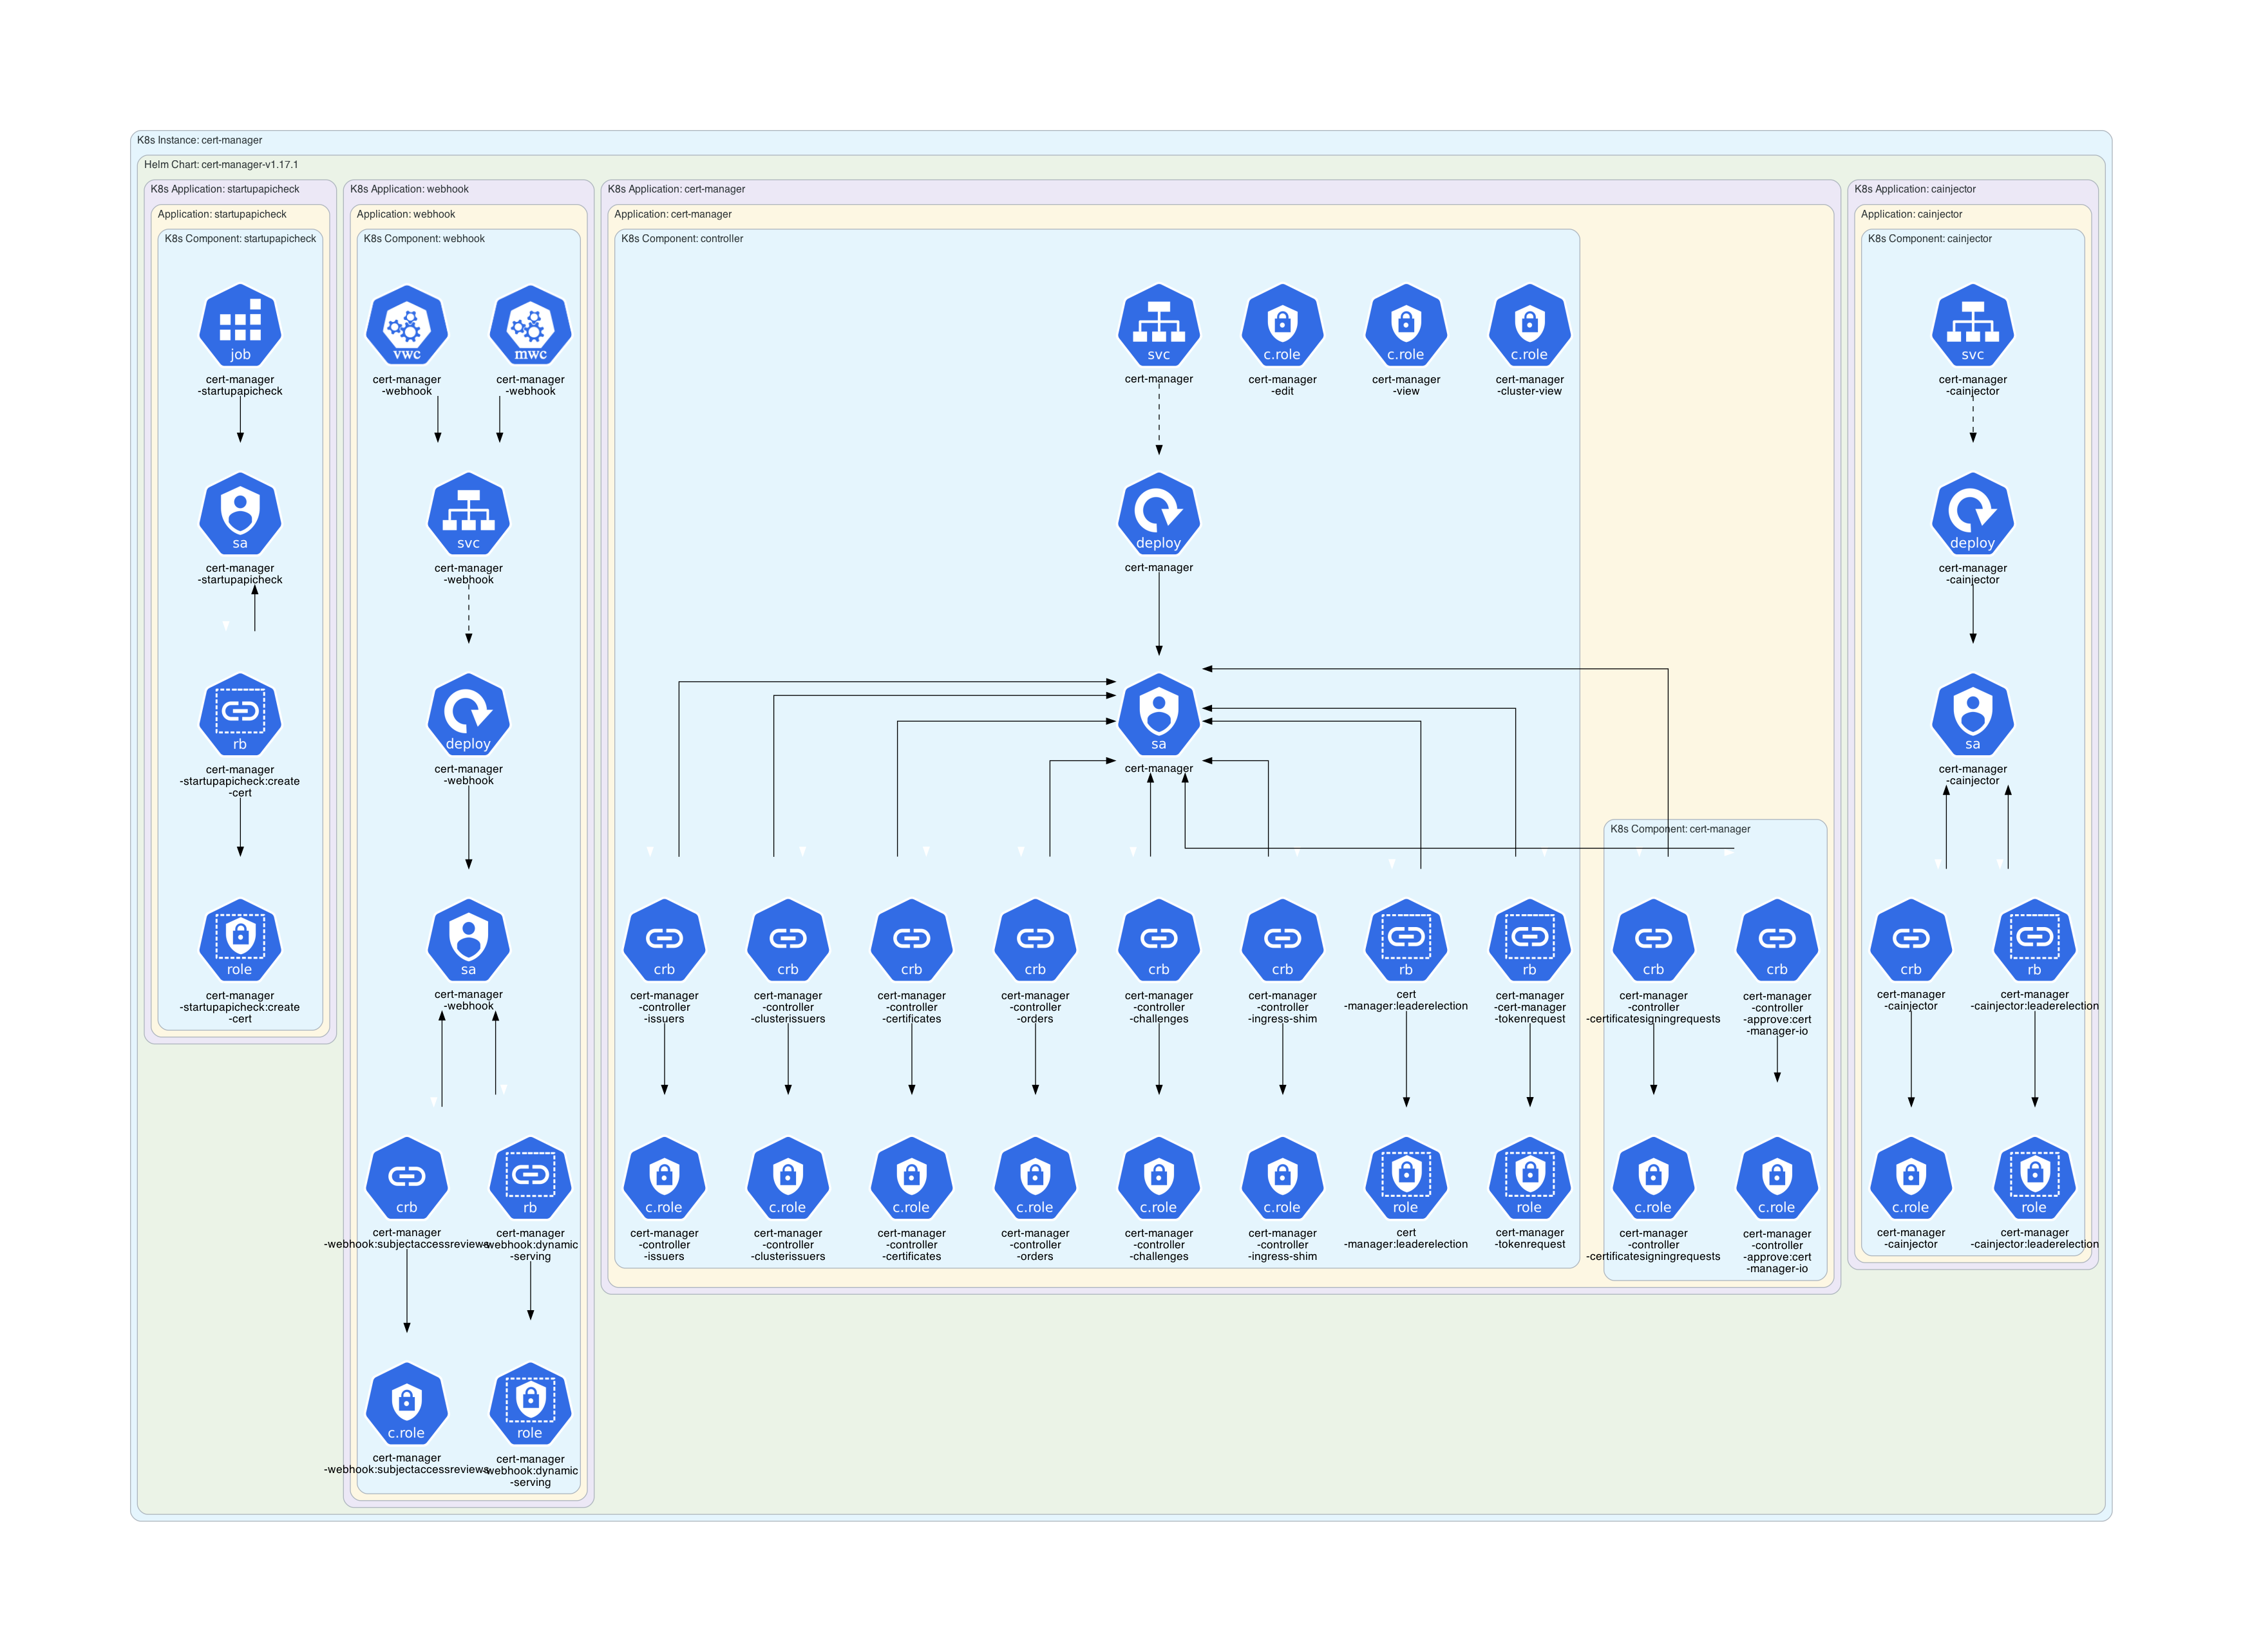 K8s Instance: cert-manager
Helm Chart: cert-manager-v1.17.1
K8s Application: startupapicheck
Application: startupapicheck
K8s Component: startupapicheck
job
cert-manager
-startupapicheck
sa
cert-manager
-startupapicheck
rb
cert-manager
-startupapicheck:create
-cert
role
cert-manager
-startupapicheck:create
-cert
K8s Application: webhook
Application: webhook
K8s Component: webhook
vwc
cert-manager
-webhook
mwc
cert-manager
-webhook
svc
cert-manager
-webhook
deploy
cert-manager
-webhook
sa
cert-manager
-webhook
crb
cert-manager
-webhook:subjectaccessreviews
rb
cert-manager
-webhook:dynamic
-serving
c.role
cert-manager
-webhook:subjectaccessreviews
role
cert-manager
-webhook:dynamic
-serving
K8s Application: cert-manager
Application: cert-manager
K8s Component: controller
svc
cert-manager
c.role
cert-manager
-edit
c.role
cert-manager
-view
c.role
cert-manager
-cluster-view
deploy
cert-manager
sa
cert-manager
crb
cert-manager
-controller
-issuers
crb
cert-manager
-controller
-clusterissuers
crb
cert-manager
-controller
-certificates
crb
cert-manager
-controller
-orders
crb
cert-manager
-controller
-challenges
crb
cert-manager
-controller
-ingress-shim
rb
cert
-manager:leaderelection
rb
cert-manager
-cert-manager
-tokenrequest
c.role
cert-manager
-controller
-issuers
c.role
cert-manager
-controller
-clusterissuers
c.role
cert-manager
-controller
-certificates
c.role
cert-manager
-controller
-orders
c.role
cert-manager
-controller
-challenges
c.role
cert-manager
-controller
-ingress-shim
role
cert
-manager:leaderelection
role
cert-manager
-tokenrequest
K8s Component: cert-manager
crb
cert-manager
-controller
-certificatesigningrequests
crb
cert-manager
-controller
-approve:cert
-manager-io
c.role
cert-manager
-controller
-certificatesigningrequests
c.role
cert-manager
-controller
-approve:cert
-manager-io
K8s Application: cainjector
Application: cainjector
K8s Component: cainjector
svc
cert-manager
-cainjector
deploy
cert-manager
-cainjector
sa
cert-manager
-cainjector
crb
cert-manager
-cainjector
rb
cert-manager
-cainjector:leaderelection
c.role
cert-manager
-cainjector
role
cert-manager
-cainjector:leaderelection